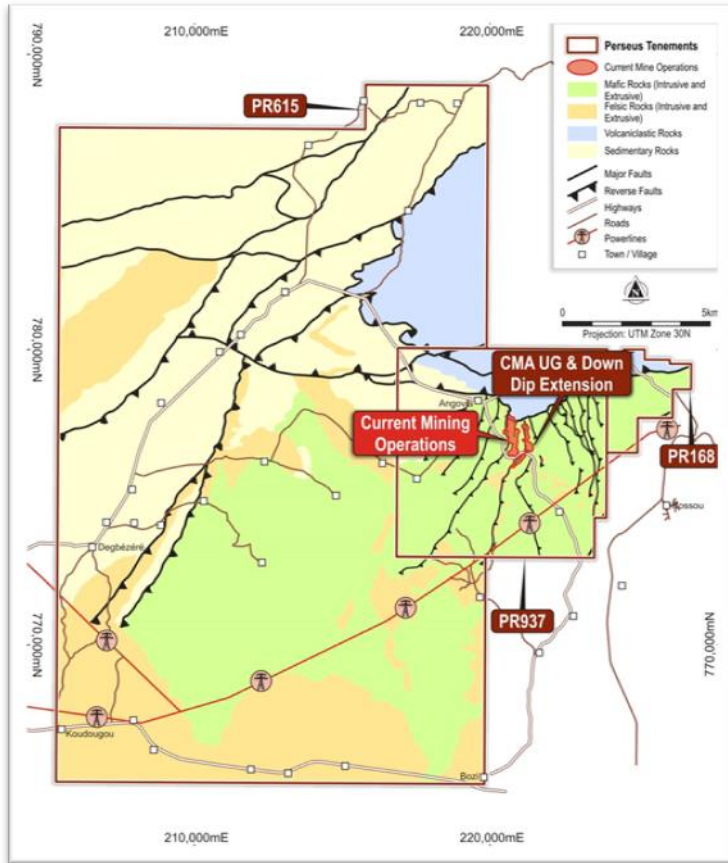 210,000mE
220,000mE
790,000mN
Perseus Tenements
Current Mine Operations
Mafic Rocks (Intrusive and
Extrusive)
Felsic Rocks (Intrusive and
Extrusive)
Volcaniclastic Rocks
Sedimentary Rocks
Major Faults
Reverse Faults
Highways
Roads
Powerlines
Town / Village
N
0
5km
Projection: UTM Zone 30N
PR615
780,000mN
780,000mN
CMA UG & Down
Dip Extension
Current Mining
Operations
PR168
Degbézéré
PR937
770,000mN
770,000mN
Koudougou
Bozi
210,000mE
220,000mE